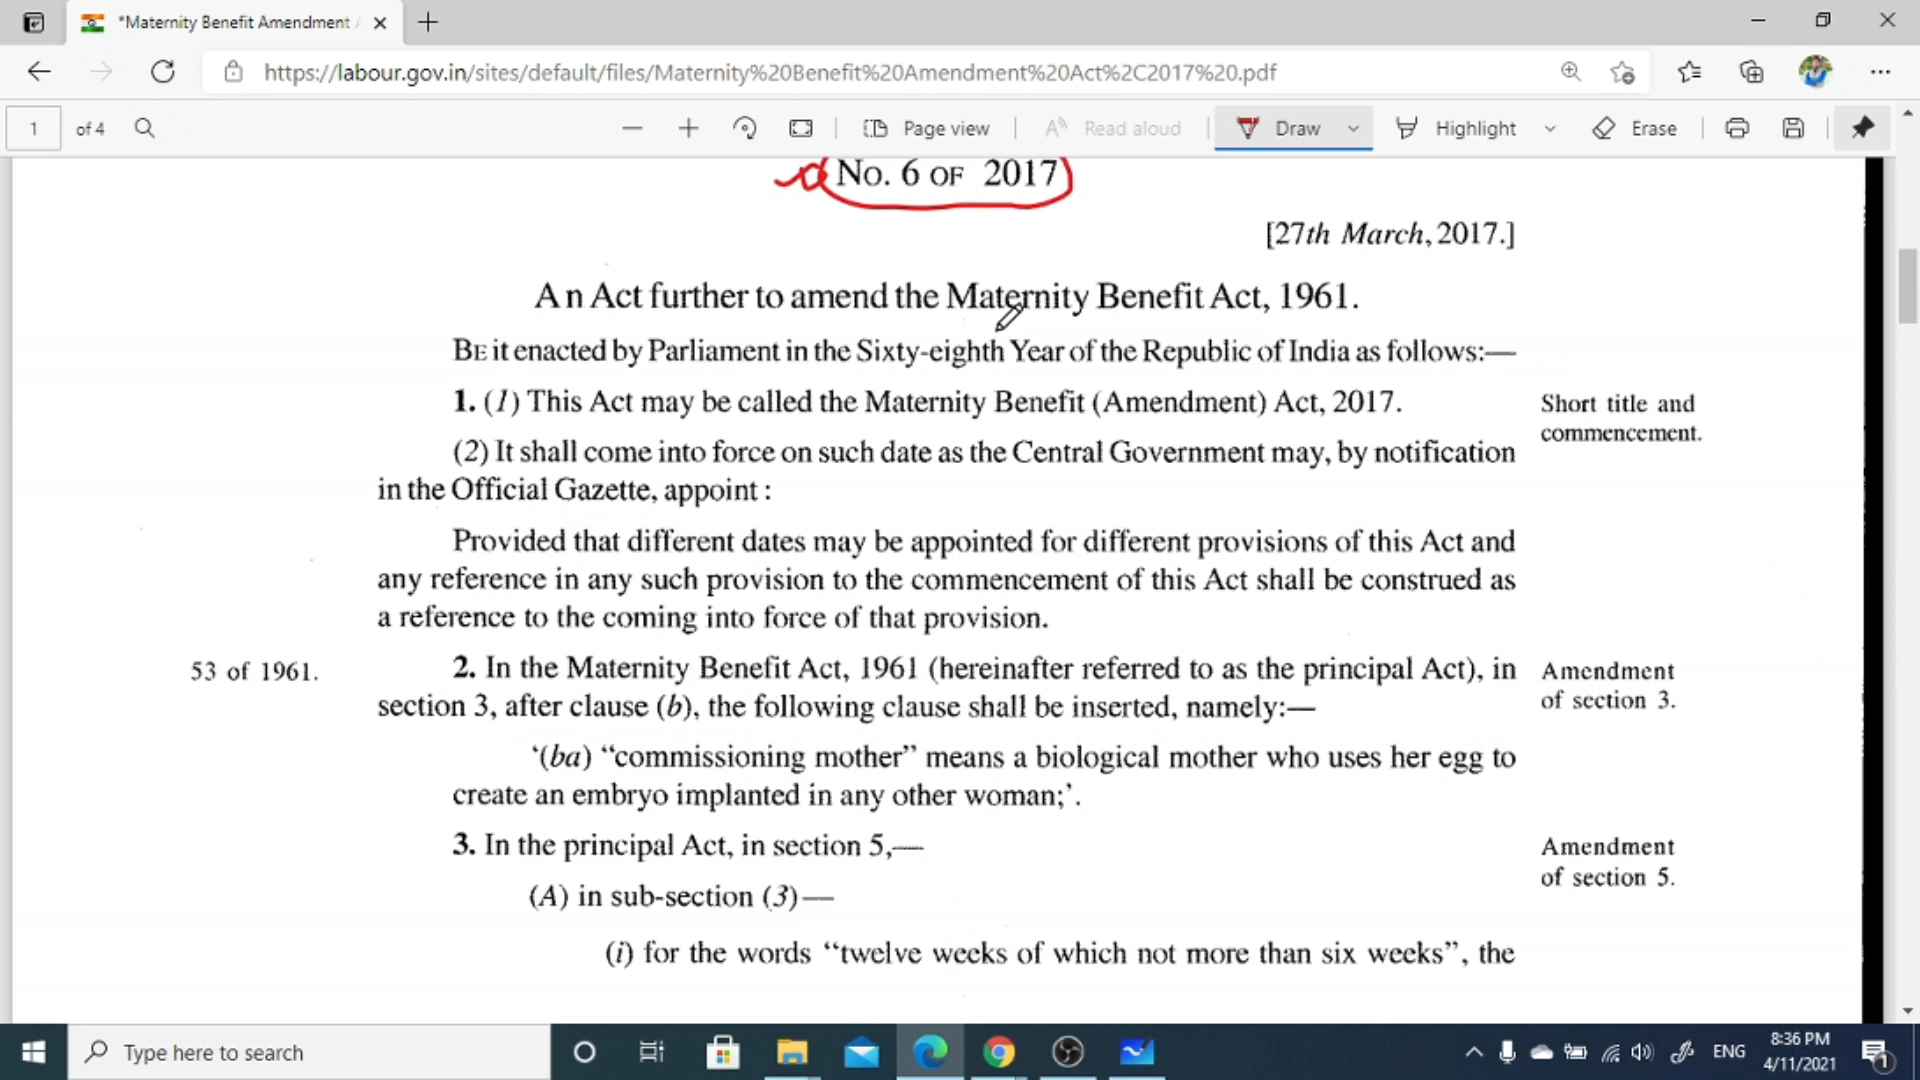 *Maternity Benefit Amendment A
https://labour.gov.in/sites/default/files/Maternity%20Benefit%20Amendment%20Act%2C2017%20.pdf
1 of 4 Page view Read aloud Draw Highlight Erase
No. 6 OF 2017
[27th March, 2017.]
An Act further to amend the Maternity Benefit Act, 1961.
BE it enacted by Parliament in the Sixty-eighth Year of the Republic of India as follows:—
1. (1) This Act may be called the Maternity Benefit (Amendment) Act, 2017.
Short title and
commencement.
(2) It shall come into force on such date as the Central Government may, by notification
in the Official Gazette, appoint :
Provided that different dates may be appointed for different provisions of this Act and
any reference in any such provision to the commencement of this Act shall be construed as
a reference to the coming into force of that provision.
53 of 1961.
2. In the Maternity Benefit Act, 1961 (hereinafter referred to as the principal Act), in
section 3, after clause (b), the following clause shall be inserted, namely:—
Amendment
of section 3.
'(ba) "commissioning mother" means a biological mother who uses her egg to
create an embryo implanted in any other woman;'.
3. In the principal Act, in section 5,—
Amendment
of section 5.
(A) in sub-section (3)—
(i) for the words "twelve weeks of which not more than six weeks", the
Type here to search
ENG
8:36 PM
4/11/2021
1